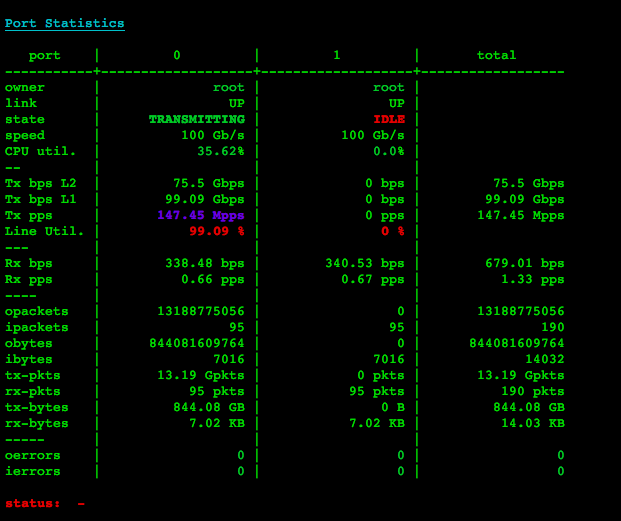 Port Statistics
port | 0 | 1 | total
-----------+-------------------+-------------------+------------------
owner | root | root |
link | UP | UP |
state | TRANSMITTING | IDLE |
speed | 100 Gb/s | 100 Gb/s |
CPU util. | 35.62% | 0.0% |
-- | | |
Tx bps L2 | 75.5 Gbps | 0 bps | 75.5 Gbps
Tx bps L1 | 99.09 Gbps | 0 bps | 99.09 Gbps
Tx pps | 147.45 Mpps | 0 pps | 147.45 Mpps
Line Util. | 99.09 % | 0 % |
--- | | |
Rx bps | 338.48 bps | 340.53 bps | 679.01 bps
Rx pps | 0.66 pps | 0.67 pps | 1.33 pps
---- | | |
opackets | 13188775056 | 0 | 13188775056
ipackets | 95 | 95 | 190
obytes | 844081609764 | 0 | 844081609764
ibytes | 7016 | 7016 | 14032
tx-pkts | 13.19 Gpkts | 0 pkts | 13.19 Gpkts
rx-pkts | 95 pkts | 95 pkts | 190 pkts
tx-bytes | 844.08 GB | 0 B | 844.08 GB
rx-bytes | 7.02 KB | 7.02 KB | 14.03 KB
----- | | |
oerrors | 0 | 0 | 0
ierrors | 0 | 0 | 0
status: -